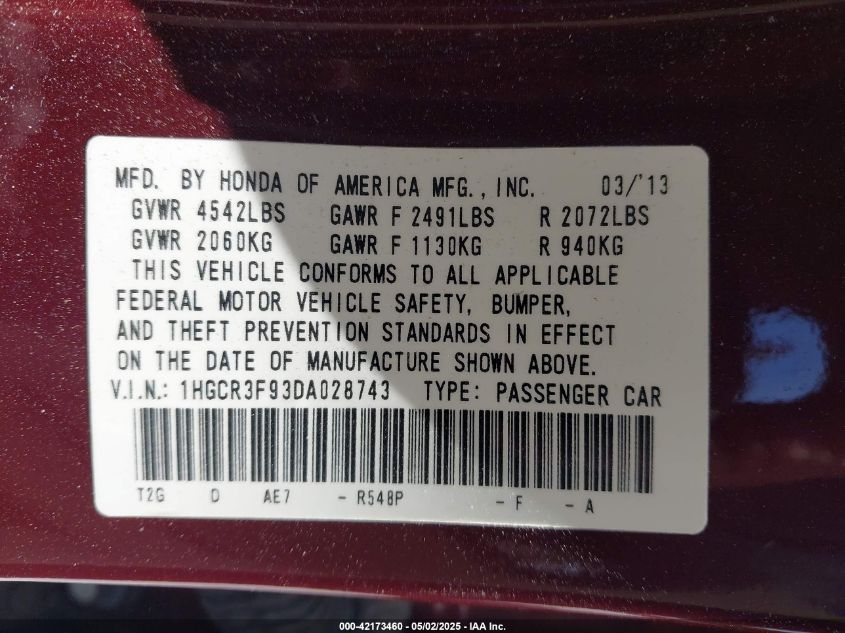 MFD. BY HONDA OF AMERICA MFG., INC. 03/'13
GVWR 4542LBS GAWR F 2491LBS R 2072LBS
GVWR 2060KG GAWR F 1130KG R 940KG
THIS VEHICLE CONFORMS TO ALL APPLICABLE
FEDERAL MOTOR VEHICLE SAFETY, BUMPER,
AND THEFT PREVENTION STANDARDS IN EFFECT
ON THE DATE OF MANUFACTURE SHOWN ABOVE.
V.I.N.: 1HGCR3F93DA028743 TYPE: PASSENGER CAR
T2G D AE7 - R548P - F - A
000-42173460 - 05/02/2025 - IAA Inc.